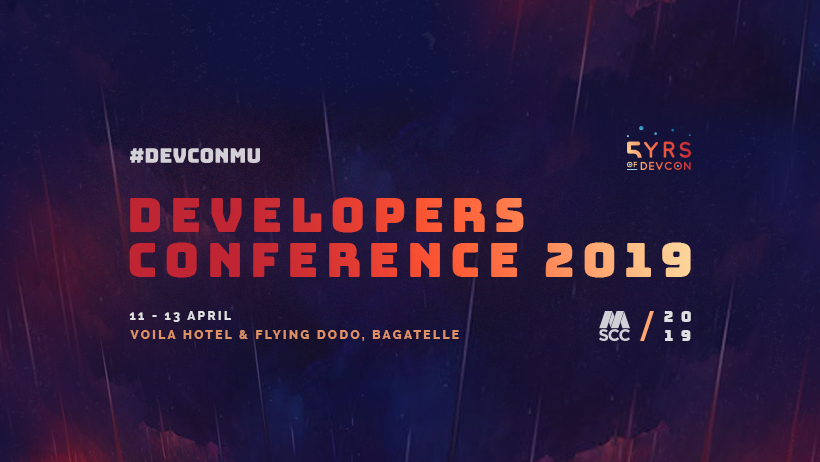 #DEVCONMU
5YRS
OF DEVCON
DEVELOPERS
CONFERENCE 2019
11 - 13 APRIL
VOILA HOTEL & FLYING DODO, BAGATELLE
MSCC / 20
19